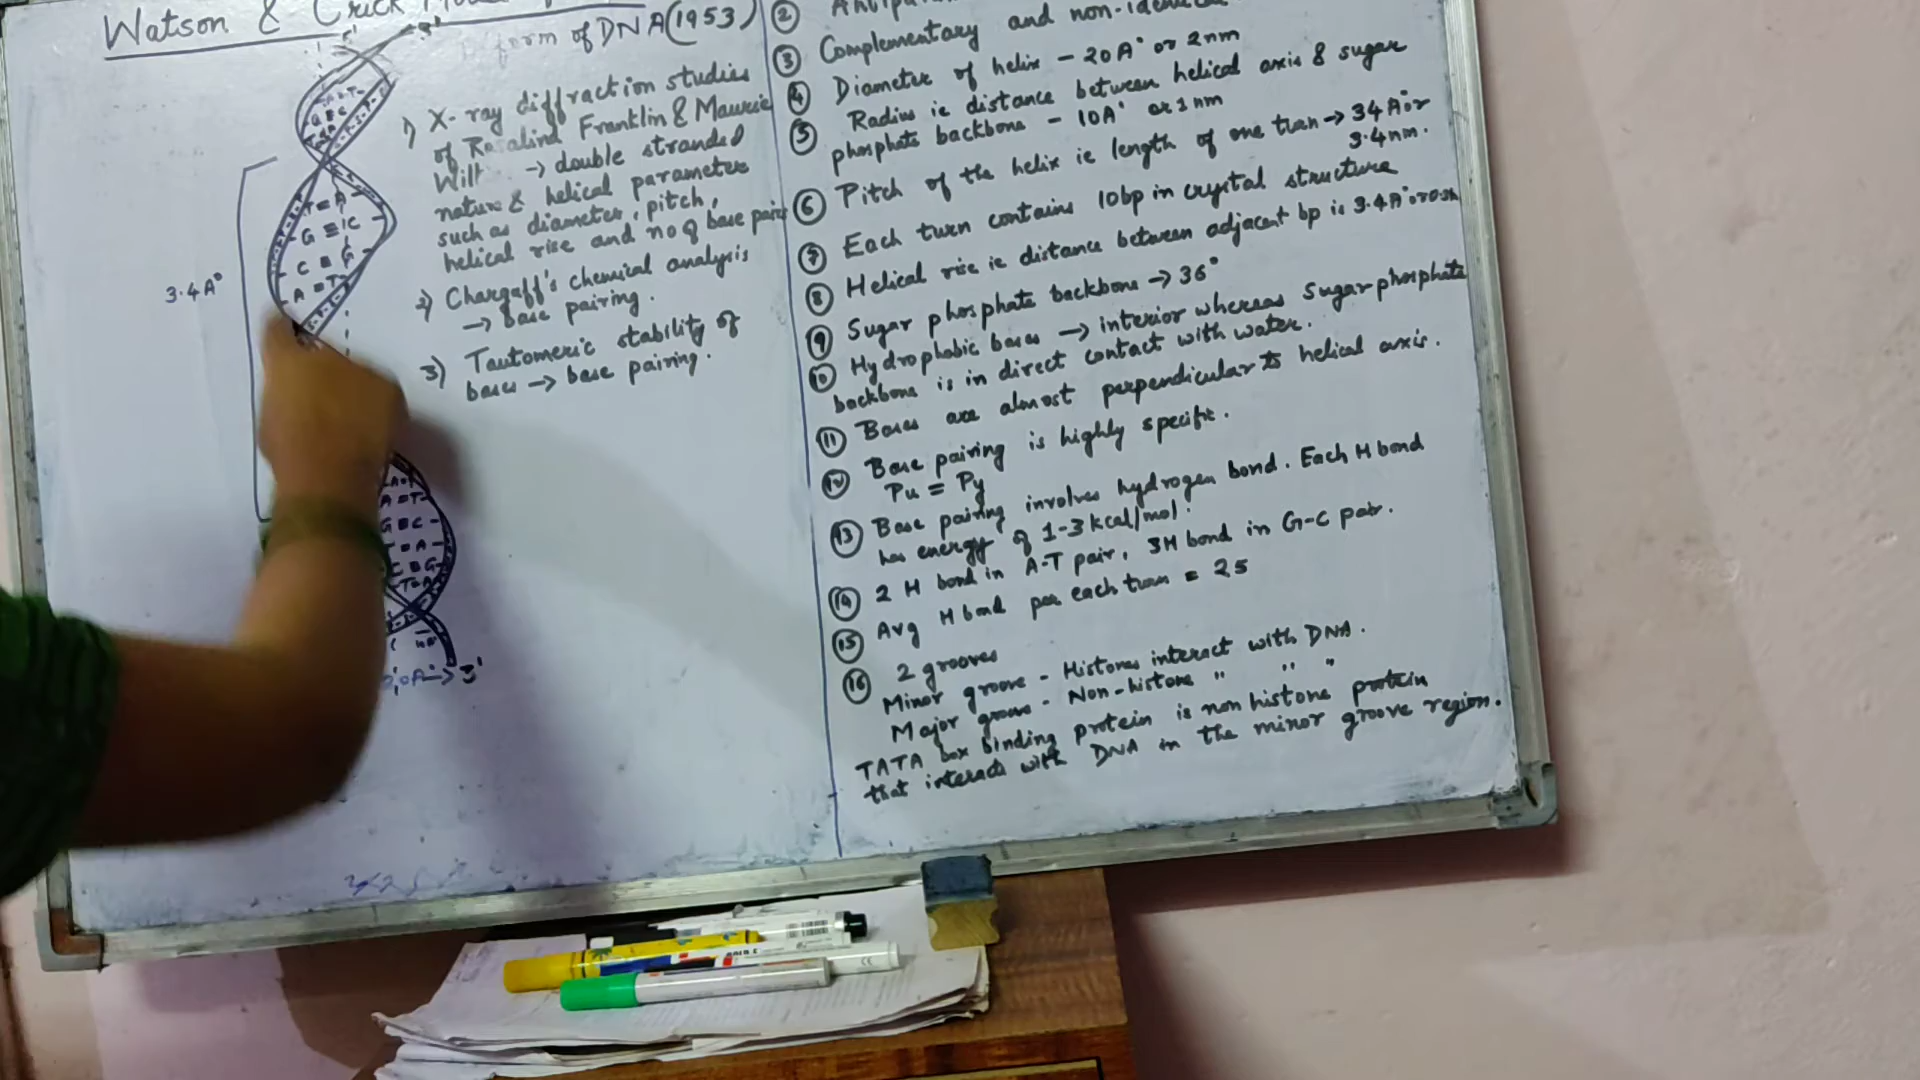 Watson & Crick Model
form of DNA (1953)
5'
3'
3.4A°
T = A
G ≡ C
C ≡ G
A = T
A = T
G ≡ C
T = A
C ≡ G
T = A
3'
1) X-ray diffraction studies
of Rosalind Franklin & Maurice
Wilk → double stranded
nature & helical parameter
such as diameter, pitch,
helical rise and no of base pairs
2) Chargaff's chemical analysis
→ base pairing.
3) Tautomeric stability of
bases → base pairing.
②
③ Complementary and non-identical
④ Diameter of helix - 20A° or 2nm
⑤ Radius ie distance between helical axis & sugar
phosphate backbone - 10A° or 1nm
⑥ Pitch of the helix ie length of one turn → 34A° or
3.4nm.
⑦ Each turn contains 10bp in crystal structure
⑧ Helical rise ie distance between adjacent bp is 3.4A° or
⑨ Sugar phosphate backbone → 36°
⑩ Hydrophobic bases → interior whereas Sugar phosphate
backbone is in direct contact with water.
⑪ Bases are almost perpendicular to helical axis.
⑫ Base pairing is highly specific.
Pu = Py
⑬ Base pairing involves hydrogen bond. Each H bond
has energy of 1-3 kcal/mol.
⑭ 2 H bond in A-T pair, 3H bond in G-C pair.
⑮ Avg H bond per each turn = 25
⑯ 2 grooves
Minor groove - Histones interact with DNA.
Major groove - Non-histone " " "
TATA box binding protein is non histone protein
that interacts with DNA in the minor groove region.